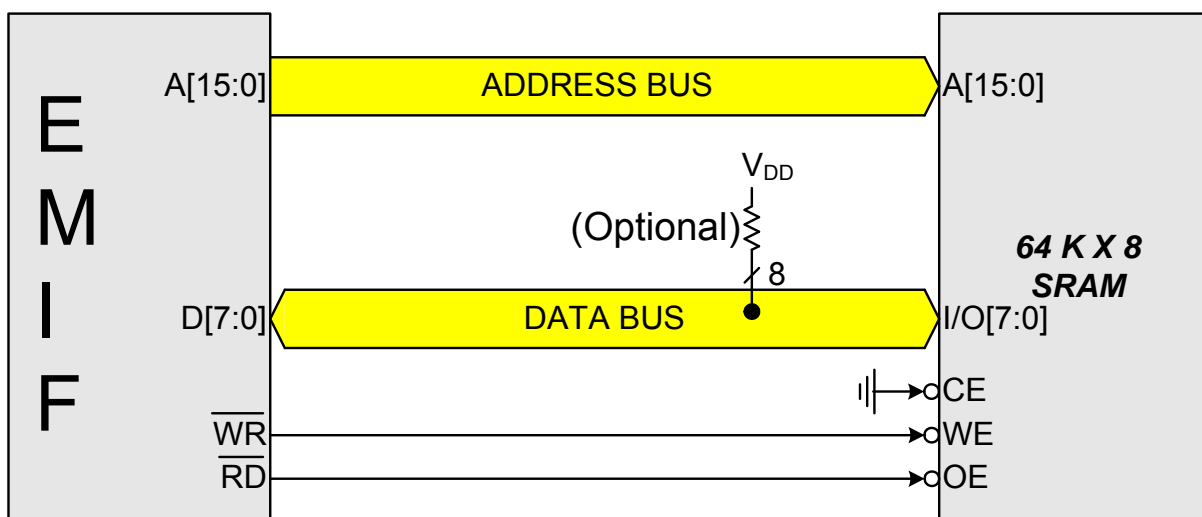 EMIF
A[15:0]
ADDRESS BUS
A[15:0]
VDD
(Optional)
8
64 K X 8
SRAM
D[7:0]
DATA BUS
I/O[7:0]
CE
WR
WE
RD
OE